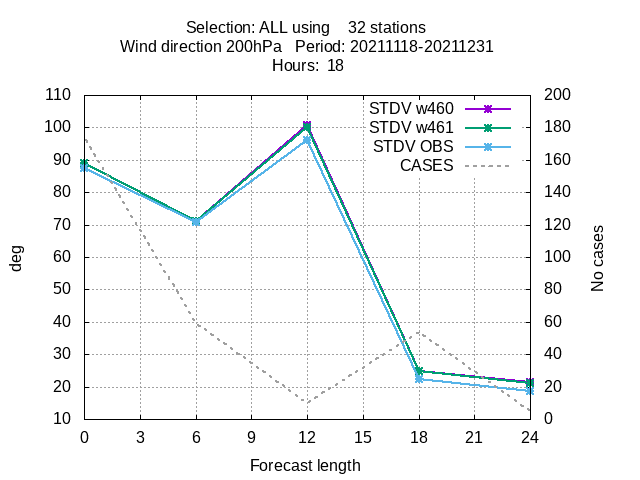 Selection: ALL using    32 stations
Wind direction 200hPa   Period: 20211118-20211231
Hours:  18
STDV w460
STDV w461
STDV OBS
CASES
deg
110
100
90
80
70
60
50
40
30
20
10
200
180
160
140
120
100
80
60
40
20
0
No cases
0 3 6 9 12 15 18 21 24
Forecast length